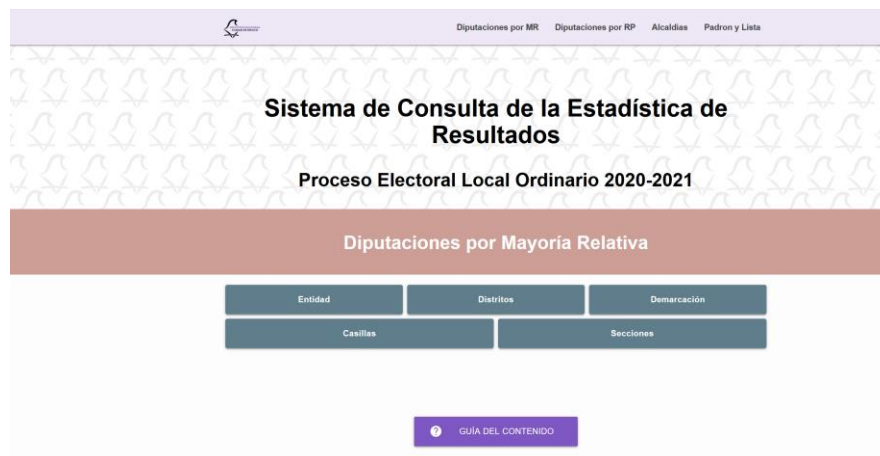 Diputaciones por MR Diputaciones por RP Alcaldias Padron y Lista
Sistema de Consulta de la Estadística de
Resultados
Proceso Electoral Local Ordinario 2020-2021
Diputaciones por Mayoría Relativa
Entidad Distritos Demarcación
Casillas Secciones
GUÍA DEL CONTENIDO